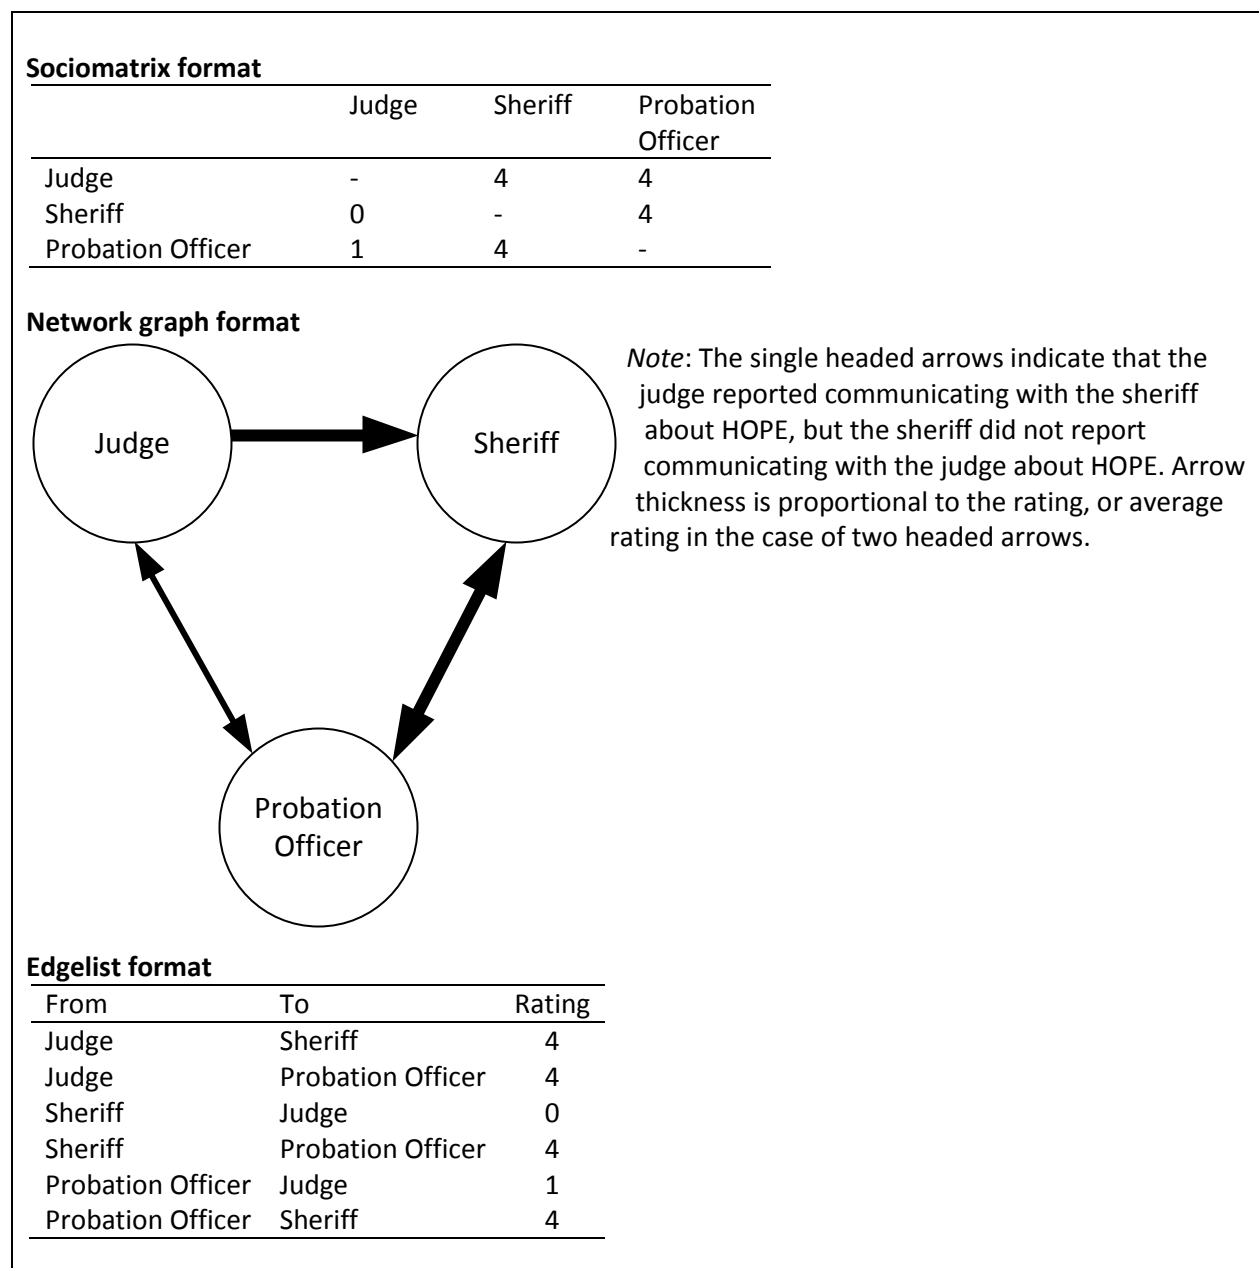 Sociomatrix format
Judge Sheriff Probation
Officer
Judge - 4 4
Sheriff 0 - 4
Probation Officer 1 4 -
Network graph format
Note: The single headed arrows indicate that the
judge reported communicating with the sheriff
about HOPE, but the sheriff did not report
communicating with the judge about HOPE. Arrow
thickness is proportional to the rating, or average
rating in the case of two headed arrows.
Judge
Sheriff
Probation
Officer
Edgelist format
From To Rating
Judge Sheriff 4
Judge Probation Officer 4
Sheriff Judge 0
Sheriff Probation Officer 4
Probation Officer Judge 1
Probation Officer Sheriff 4